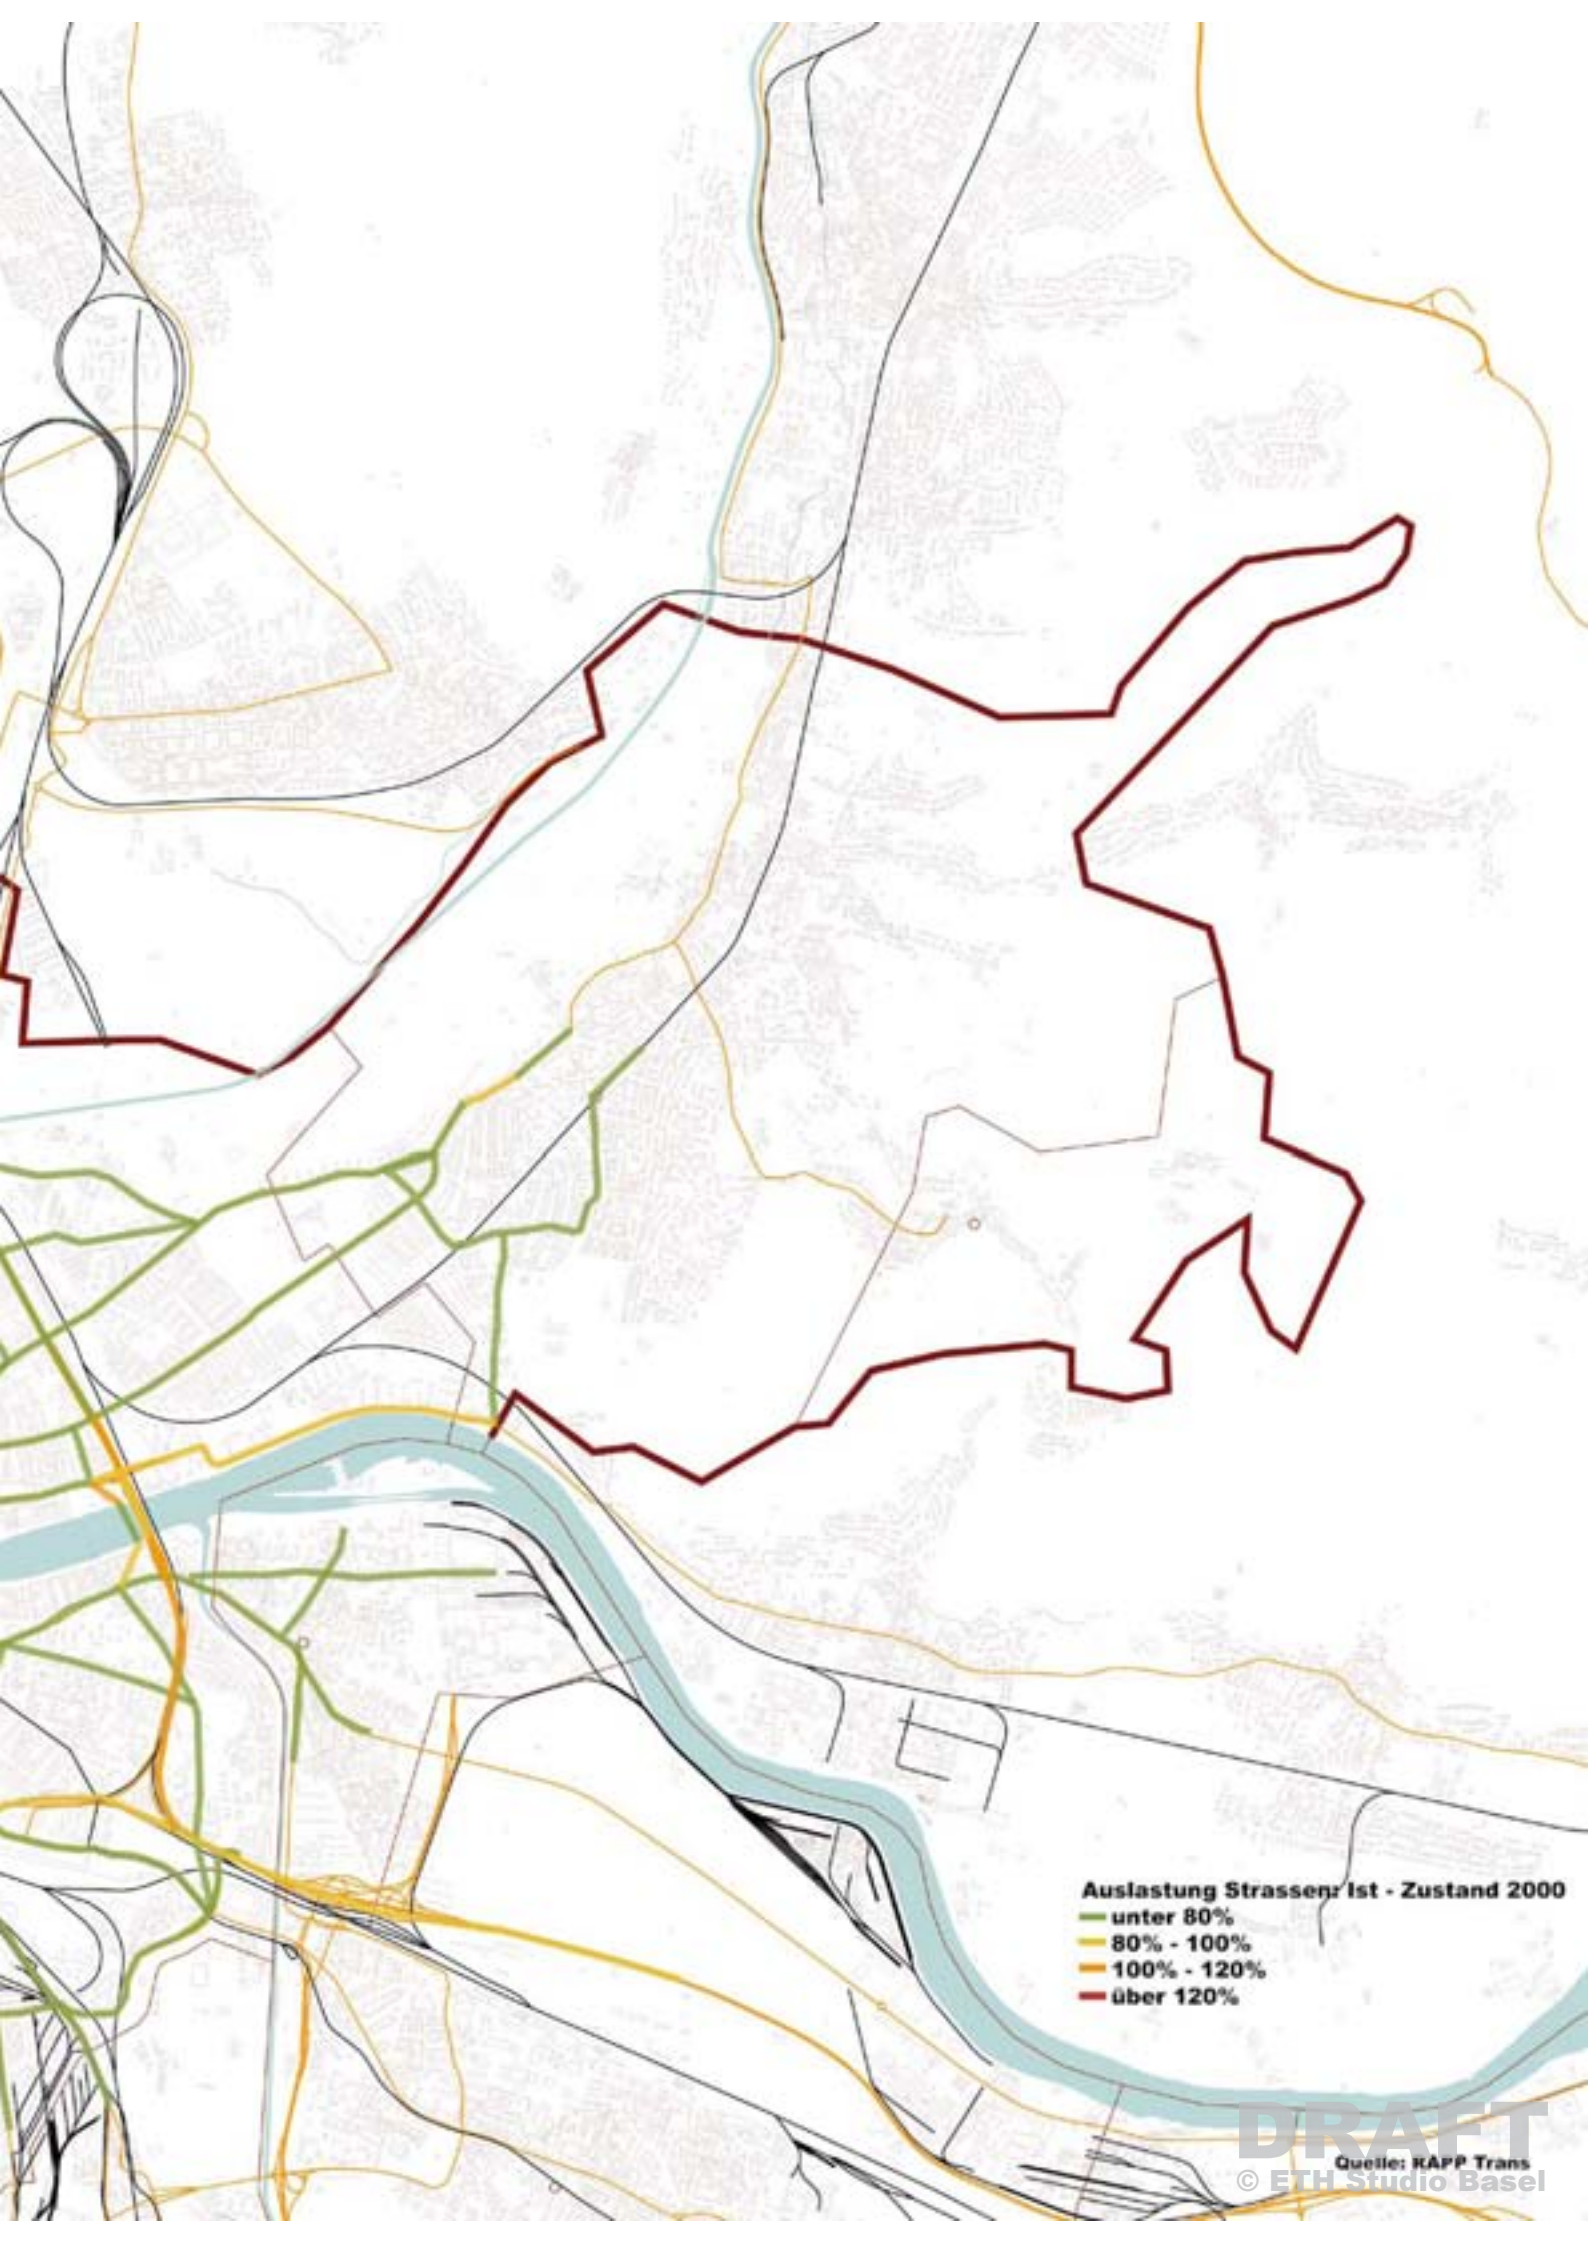 Auslastung Strassen: Ist - Zustand 2000
unter 80%
80% - 100%
100% - 120%
über 120%
DRAFT
Quelle: RAPP Trans
© ETH Studio Basel